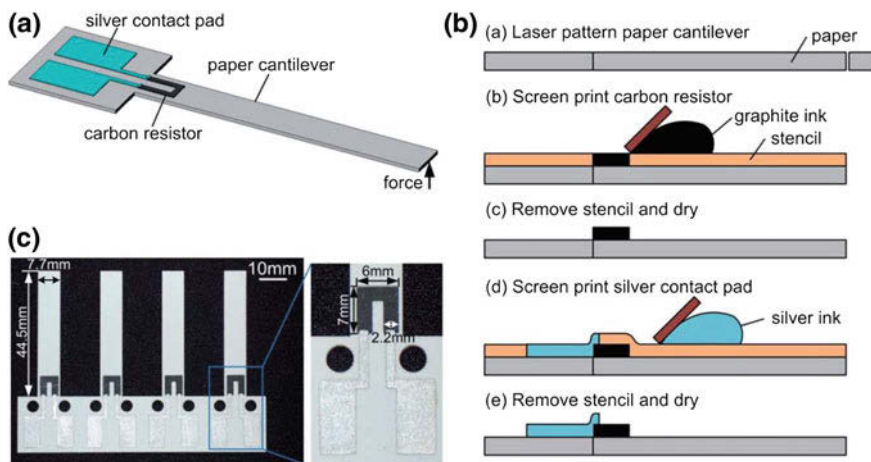 (a)
silver contact pad
paper cantilever
carbon resistor
force
(b)
(a) Laser pattern paper cantilever
paper
(b) Screen print carbon resistor
graphite ink
stencil
(c) Remove stencil and dry
(d) Screen print silver contact pad
silver ink
(e) Remove stencil and dry
(c)
7.7mm
10mm
44.5mm
6mm
7mm
2.2mm